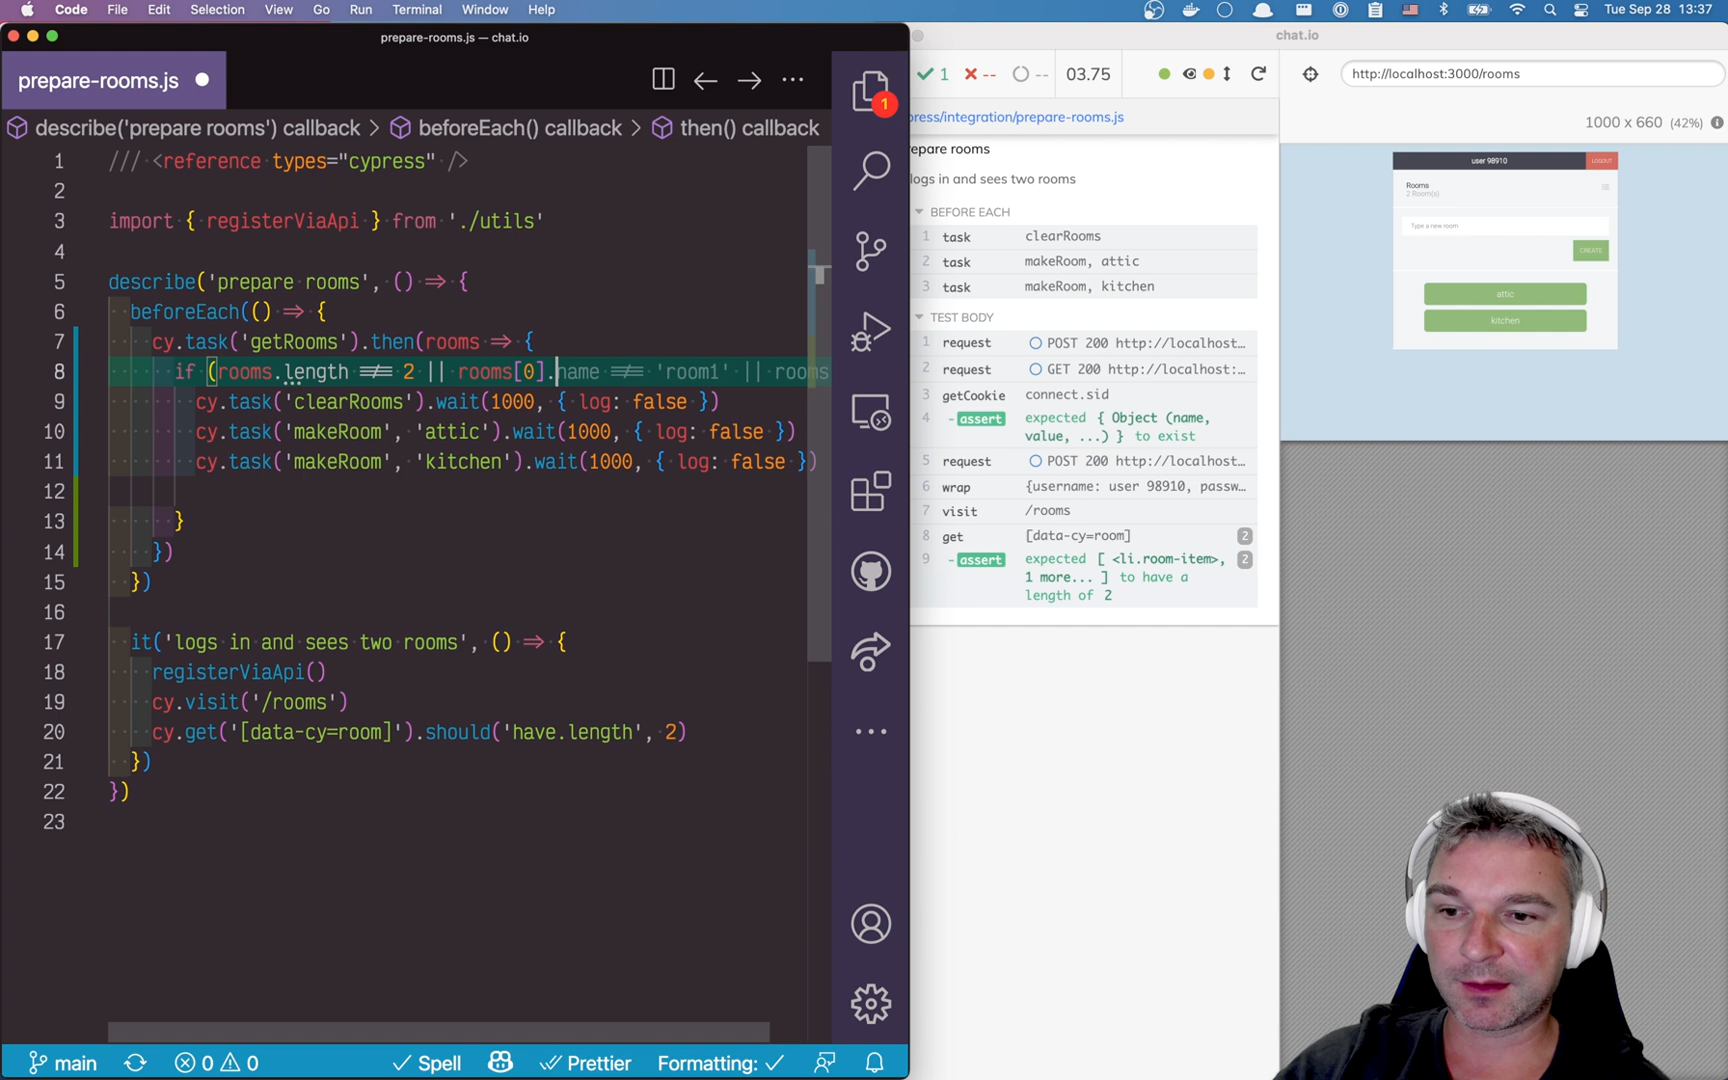 Code File Edit Selection View Go Run Terminal Window Help
Tue Sep 28 13:37
prepare-rooms.js — chat.io
prepare-rooms.js
1
describe('prepare rooms') callback > beforeEach() callback > then() callback
1 /// <reference types="cypress" />
2
3 import { registerViaApi } from './utils'
4
5 describe('prepare rooms', () => {
6 beforeEach(() => {
7 cy.task('getRooms').then(rooms => {
8 if (rooms.length !== 2 || rooms[0].name !== 'room1' || rooms
9 cy.task('clearRooms').wait(1000, { log: false })
10 cy.task('makeRoom', 'attic').wait(1000, { log: false })
11 cy.task('makeRoom', 'kitchen').wait(1000, { log: false })
12
13 }
14 })
15 })
16
17 it('logs in and sees two rooms', () => {
18 registerViaApi()
19 cy.visit('/rooms')
20 cy.get('[data-cy=room]').should('have.length', 2)
21 })
22 })
23
main 0 0 Spell Prettier Formatting:
chat.io
1 -- -- 03.75
http://localhost:3000/rooms
ress/integration/prepare-rooms.js
1000 x 660 (42%)
epare rooms
logs in and sees two rooms
BEFORE EACH
1 task clearRooms
2 task makeRoom, attic
3 task makeRoom, kitchen
TEST BODY
1 request POST 200 http://localhost...
2 request GET 200 http://localhost:...
3 getCookie connect.sid
4 -assert expected { Object (name,
value, ...) } to exist
5 request POST 200 http://localhost...
6 wrap {username: user 98910, passw...
7 visit /rooms
8 get [data-cy=room] 2
9 -assert expected [ <li.room-item>, 2
1 more... ] to have a
length of 2
user 98910
LOGOUT
Rooms
2 Room(s)
Type a new room
CREATE
attic
kitchen